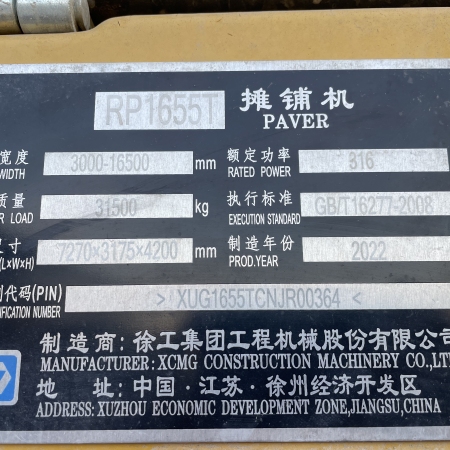 RP1655T 摊铺机
PAVER
宽度 3000-16500 mm 额定功率 316
WIDTH RATED POWER
质量 31500 kg 执行标准 GB/T16277-2008
LOAD EXECUTION STANDARD
尺寸 7270×3175×4200 mm 制造年份 2022
(L×W×H) PROD.YEAR
代码(PIN) >XUG1655TCNJR00364<
NUMBER
制造商:徐工集团工程机械股份有限公司
MANUFACTURER: XCMG CONSTRUCTION MACHINERY CO.,LTD
地 址:中国·江苏·徐州经济开发区
ADDRESS: XUZHOU ECONOMIC DEVELOPMENT ZONE,JIANGSU,CHINA